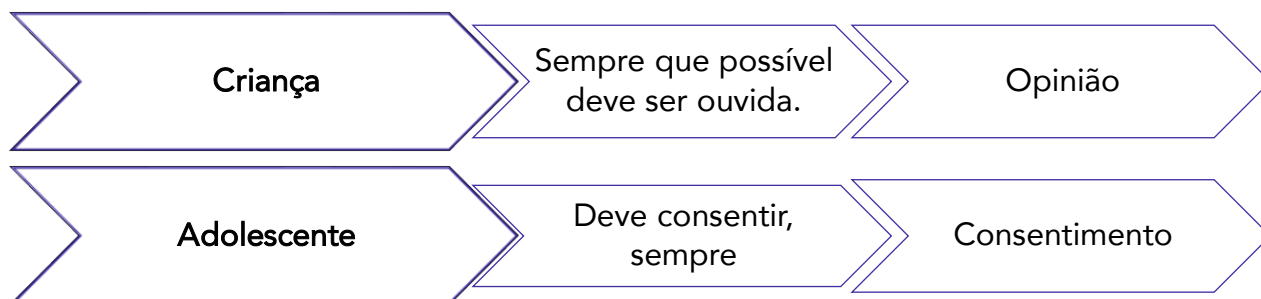 Criança
Sempre que possível
deve ser ouvida.
Opinião
Adolescente
Deve consentir,
sempre
Consentimento